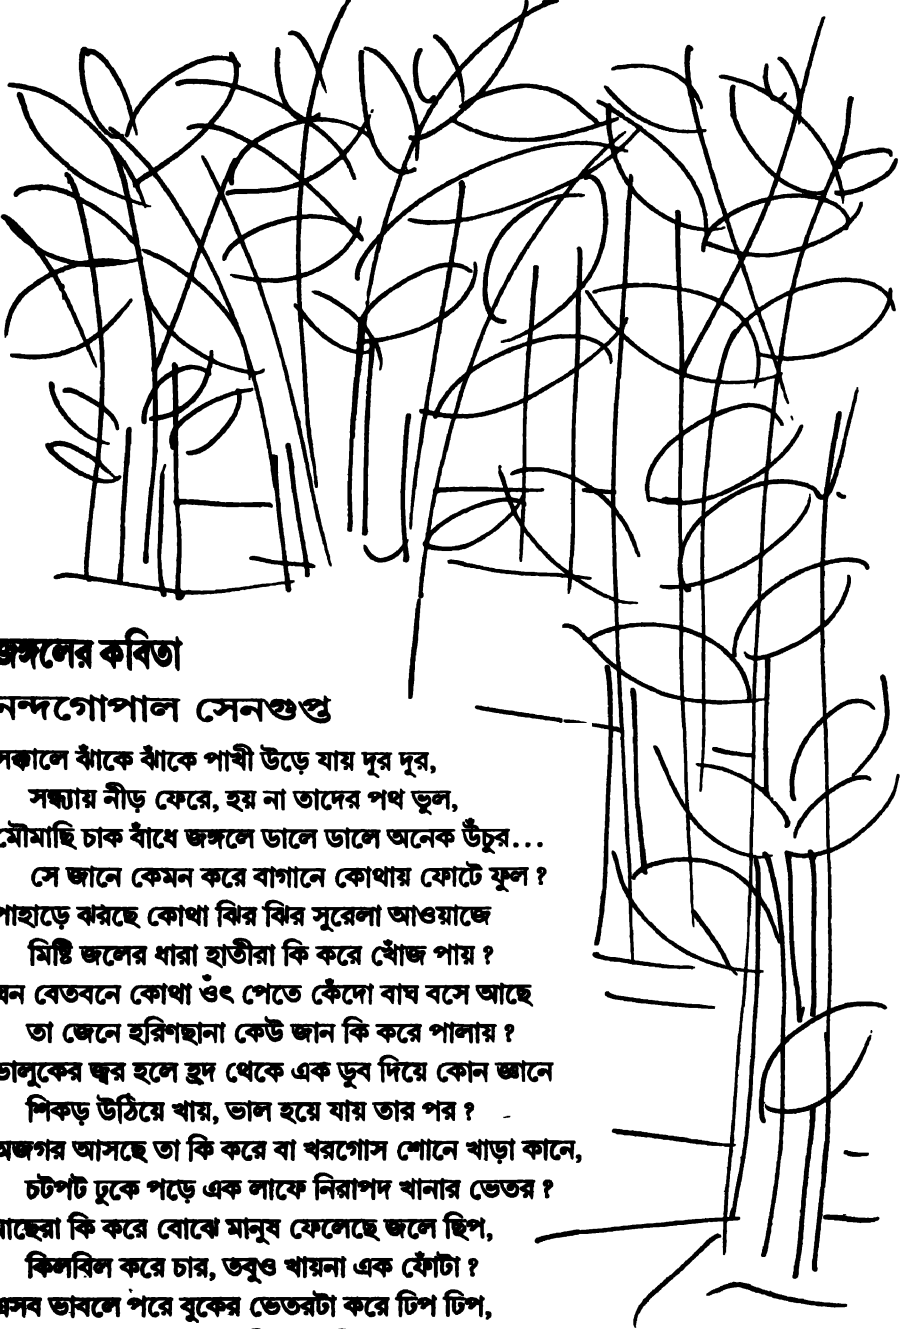 জঙ্গলের কবিতা
নন্দগোপাল সেনগুপ্ত
সকালে ঝাঁকে ঝাঁকে পাখী উড়ে যায় দূর দূর,
সন্ধ্যায় নীড় ফেরে, হয় না তাদের পথ ভুল,
মৌমাছি চাক বাঁধে জঙ্গলে ডালে ডালে অনেক উঁচুর...
সে জানে কেমন করে বাগানে কোথায় ফোটে ফুল ?
পাহাড়ে ঝরছে কোথা ঝির ঝির সুরেলা আওয়াজে
মিষ্টি জলের ধারা হাতীরা কি করে খোঁজ পায় ?
ঘন বেতবনে কোথা ওঁৎ পেতে কেঁদো বাঘ বসে আছে
তা জেনে হরিণছানা কেউ জান কি করে পালায় ?
ভালুকের জ্বর হলে হ্রদ থেকে এক ডুব দিয়ে কোন জ্ঞানে
শিকড় উঠিয়ে খায়, ভাল হয়ে যায় তার পর ?
অজগর আসছে তা কি করে বা খরগোস শোনে খাড়া কানে,
চটপট ঢুকে পড়ে এক লাফে নিরাপদ খানার ভেতর ?
মাছেরা কি করে বোঝে মানুষ ফেলেছে জলে ছিপ,
কিলবিল করে চার, তবুও খায়না এক ফোঁটা ?
এসব ভাবলে পরে বুকের ভেতরটা করে ঢিপ ঢিপ,